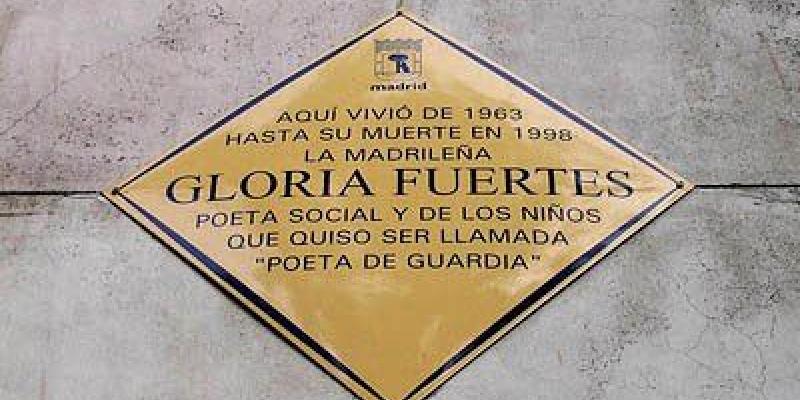 madrid
AQUÍ VIVIÓ DE 1963
HASTA SU MUERTE EN 1998
LA MADRILEÑA
GLORIA FUERTES
POETA SOCIAL Y DE LOS NIÑOS
QUE QUISO SER LLAMADA
"POETA DE GUARDIA"